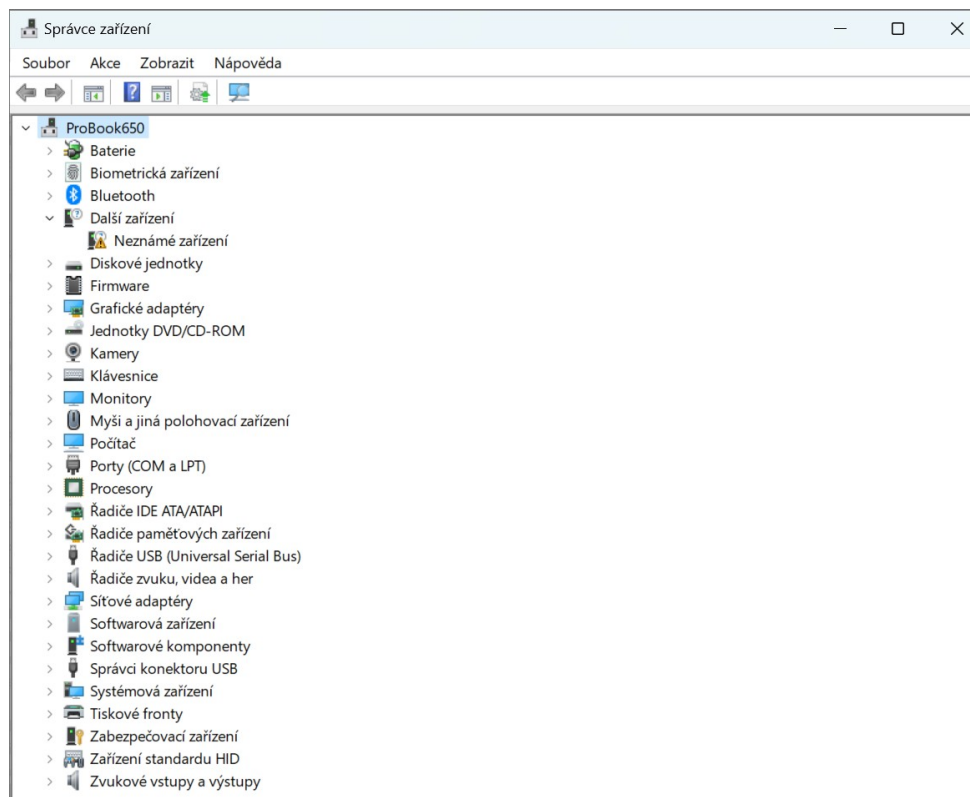 Správce zařízení
Soubor Akce Zobrazit Nápověda
ProBook650
Baterie
Biometrická zařízení
Bluetooth
Další zařízení
Neznámé zařízení
Diskové jednotky
Firmware
Grafické adaptéry
Jednotky DVD/CD-ROM
Kamery
Klávesnice
Monitory
Myši a jiná polohovací zařízení
Počítač
Porty (COM a LPT)
Procesory
Řadiče IDE ATA/ATAPI
Řadiče paměťových zařízení
Řadiče USB (Universal Serial Bus)
Řadiče zvuku, videa a her
Síťové adaptéry
Softwarová zařízení
Softwarové komponenty
Správci konektoru USB
Systémová zařízení
Tiskové fronty
Zabezpečovací zařízení
Zařízení standardu HID
Zvukové vstupy a výstupy